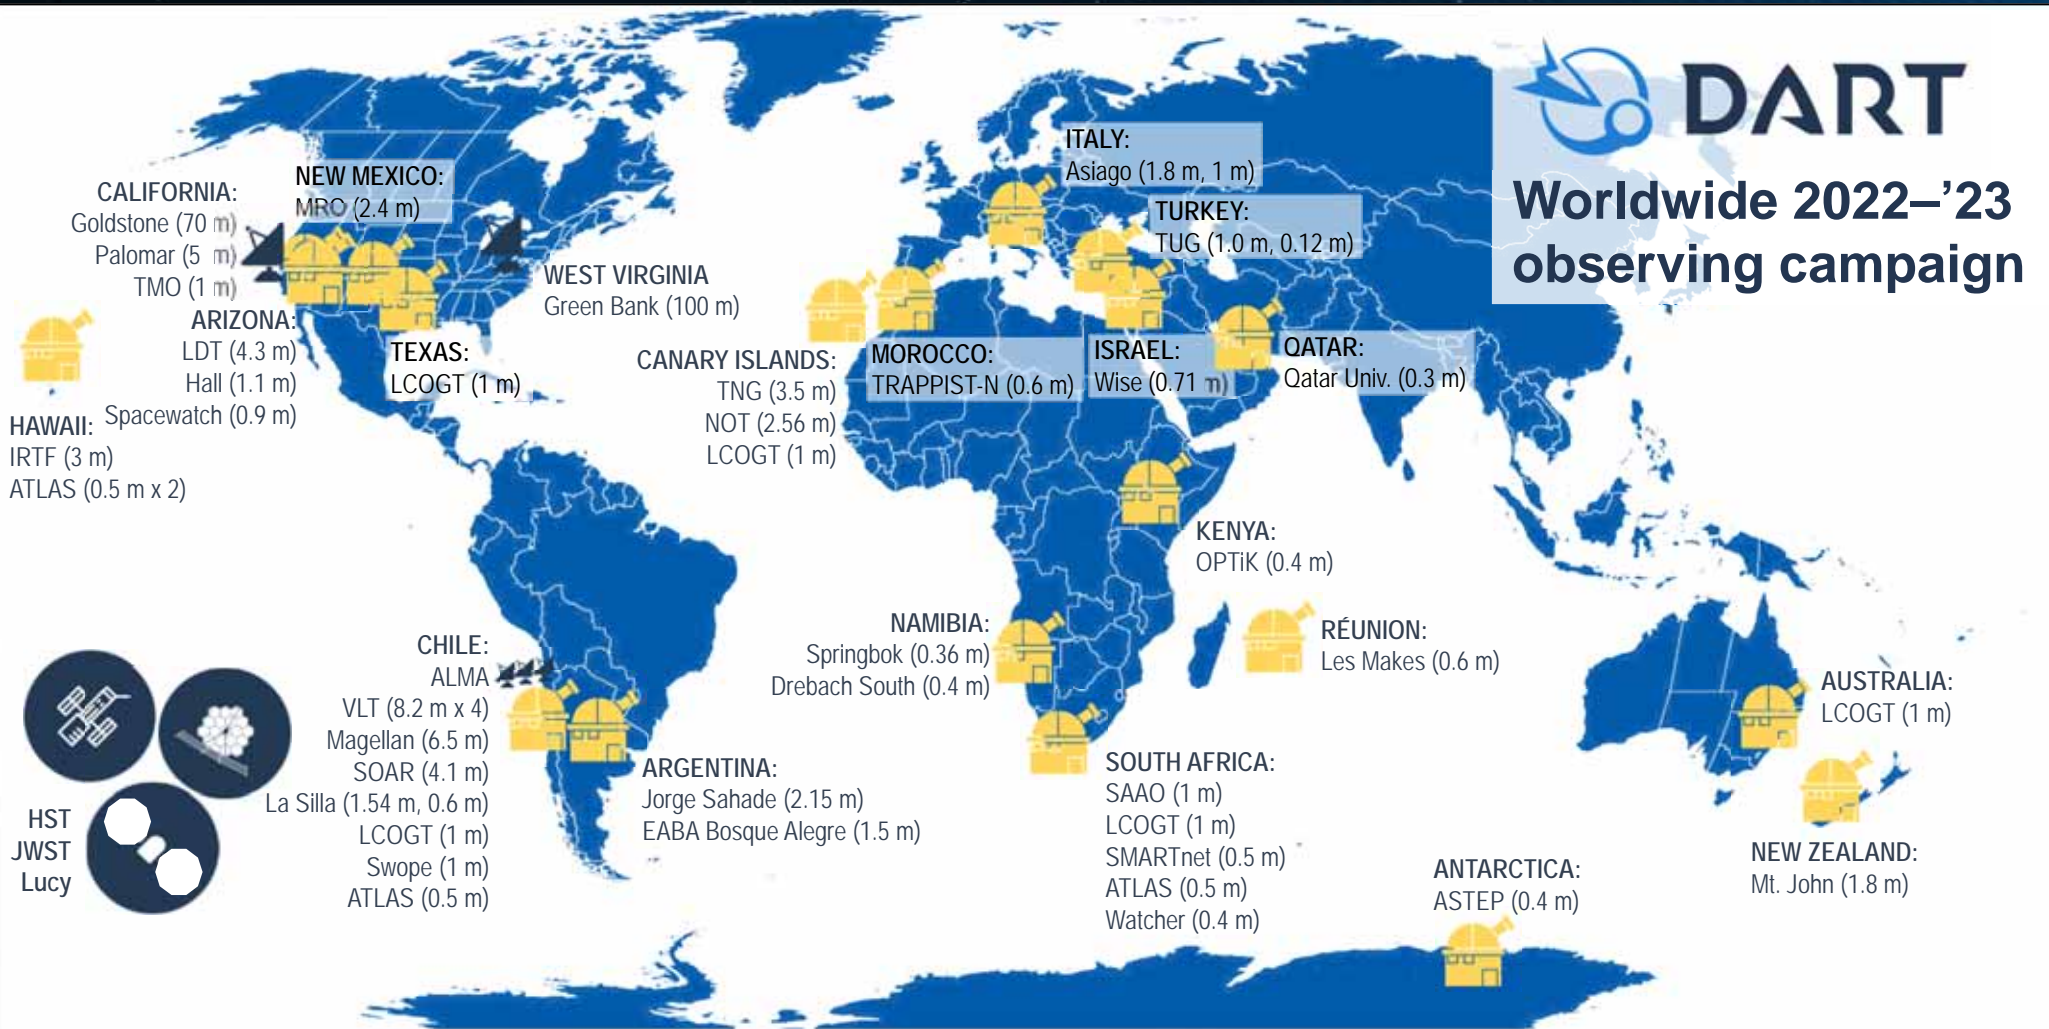 DART
Worldwide 2022–'23
observing campaign
CALIFORNIA:
Goldstone (70 m)
Palomar (5 m)
TMO (1 m)
NEW MEXICO:
MRO (2.4 m)
ARIZONA:
LDT (4.3 m)
Hall (1.1 m)
Spacewatch (0.9 m)
TEXAS:
LCOGT (1 m)
WEST VIRGINIA
Green Bank (100 m)
HAWAII:
IRTF (3 m)
ATLAS (0.5 m x 2)
ITALY:
Asiago (1.8 m, 1 m)
TURKEY:
TUG (1.0 m, 0.12 m)
CANARY ISLANDS:
TNG (3.5 m)
NOT (2.56 m)
LCOGT (1 m)
MOROCCO:
TRAPPIST-N (0.6 m)
ISRAEL:
Wise (0.71 m)
QATAR:
Qatar Univ. (0.3 m)
KENYA:
OPTiK (0.4 m)
NAMIBIA:
Springbok (0.36 m)
Drebach South (0.4 m)
RÉUNION:
Les Makes (0.6 m)
CHILE:
ALMA
VLT (8.2 m x 4)
Magellan (6.5 m)
SOAR (4.1 m)
La Silla (1.54 m, 0.6 m)
LCOGT (1 m)
Swope (1 m)
ATLAS (0.5 m)
ARGENTINA:
Jorge Sahade (2.15 m)
EABA Bosque Alegre (1.5 m)
SOUTH AFRICA:
SAAO (1 m)
LCOGT (1 m)
SMARTnet (0.5 m)
ATLAS (0.5 m)
Watcher (0.4 m)
AUSTRALIA:
LCOGT (1 m)
NEW ZEALAND:
Mt. John (1.8 m)
ANTARCTICA:
ASTEP (0.4 m)
HST
JWST
Lucy